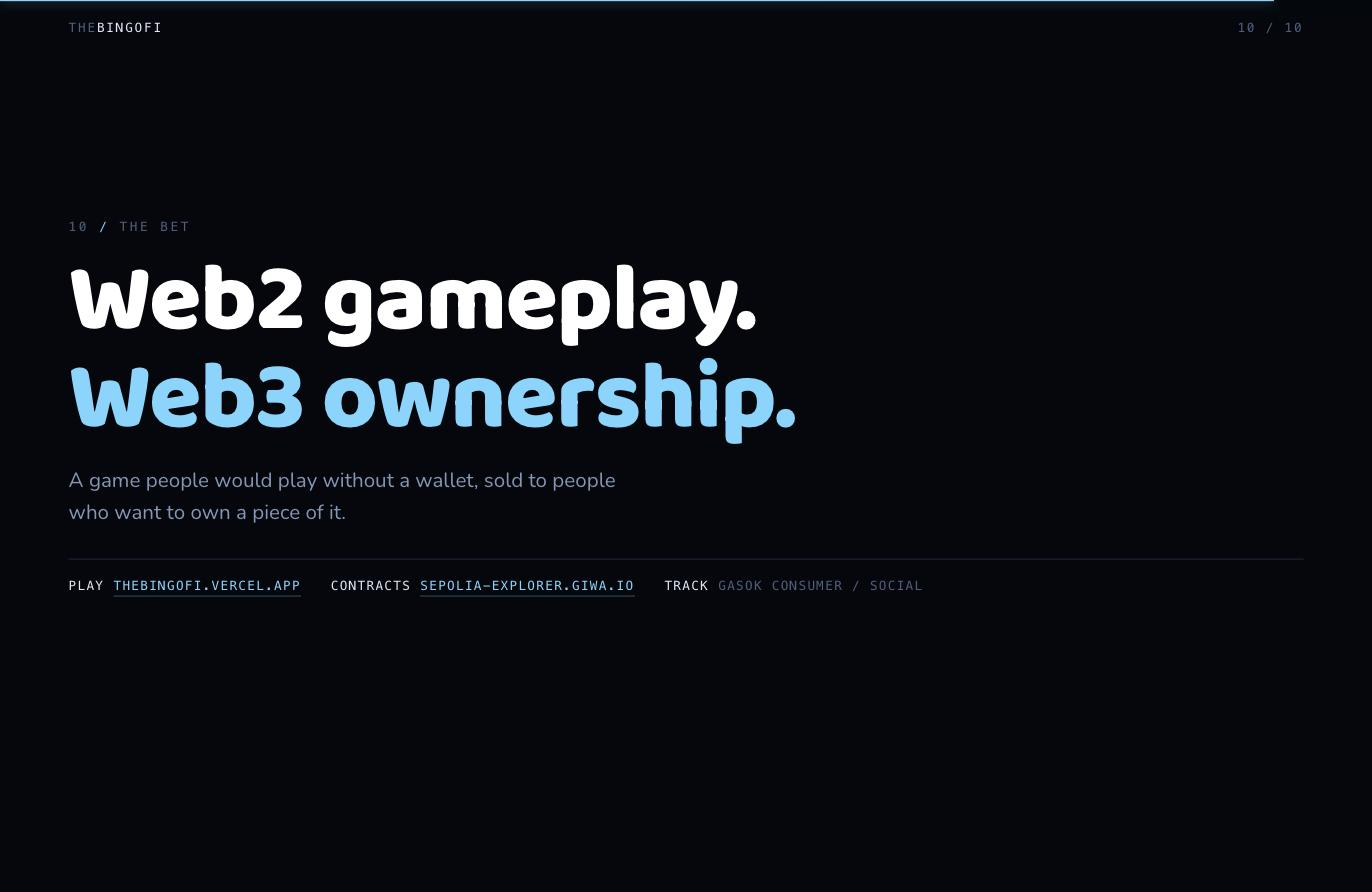 THEBINGOFI
10 / 10
10 / THE BET
Web2 gameplay.
Web3 ownership.
A game people would play without a wallet, sold to people
who want to own a piece of it.
PLAY THEBINGOFI.VERCEL.APP CONTRACTS SEPOLIA-EXPLORER.GIWA.IO TRACK GASOK CONSUMER / SOCIAL